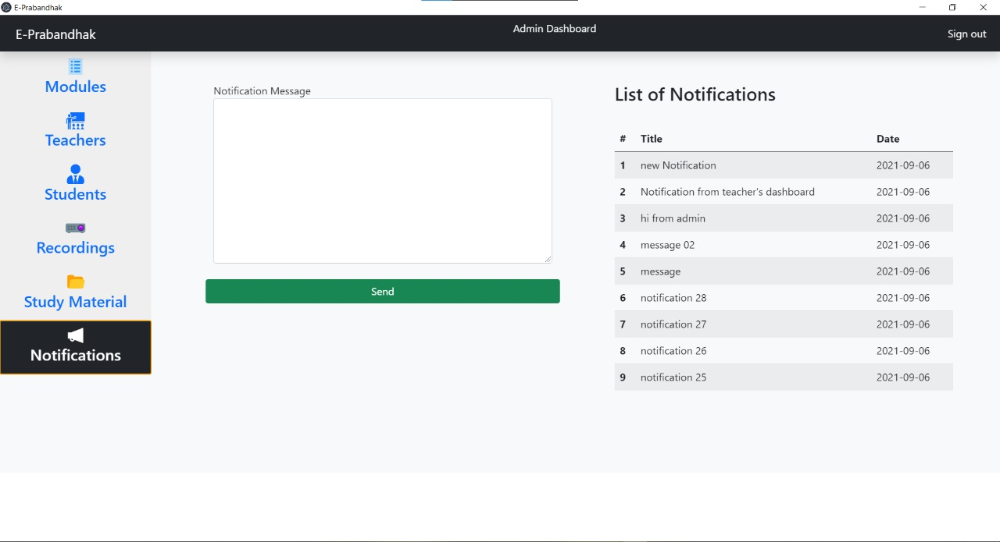 E-Prabandhak
E-Prabandhak
Admin Dashboard
Sign out
Modules
Teachers
Students
Recordings
Study Material
Notifications
Notification Message
Send
List of Notifications
# Title Date
1 new Notification 2021-09-06
2 Notification from teacher's dashboard 2021-09-06
3 hi from admin 2021-09-06
4 message 02 2021-09-06
5 message 2021-09-06
6 notification 28 2021-09-06
7 notification 27 2021-09-06
8 notification 26 2021-09-06
9 notification 25 2021-09-06